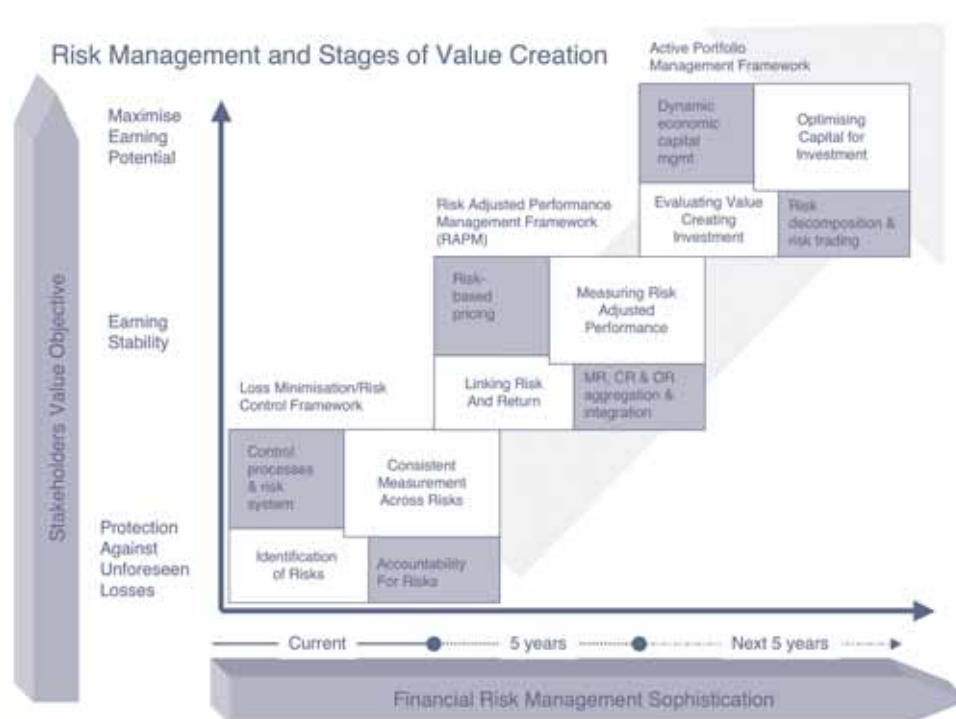 Risk Management and Stages of Value Creation
Active Portfolio
Management Framework
Maximise
Earning
Potential
Dynamic
economic
capital
mgmt
Optimising
Capital for
Investment
Evaluating Value
Creating
Investment
Risk
decomposition &
risk trading
Risk Adjusted Performance
Management Framework
(RAPM)
Earning
Stability
Risk-
based
pricing
Measuring Risk
Adjusted
Performance
Linking Risk
And Return
MR, CR & OR
aggregation &
integration
Loss Minimisation/Risk
Control Framework
Control
processes
& risk
system
Consistent
Measurement
Across Risks
Protection
Against
Unforeseen
Losses
Identification
of Risks
Accountability
For Risks
Stakeholders Value Objective
Current
5 years
Next 5 years
Financial Risk Management Sophistication